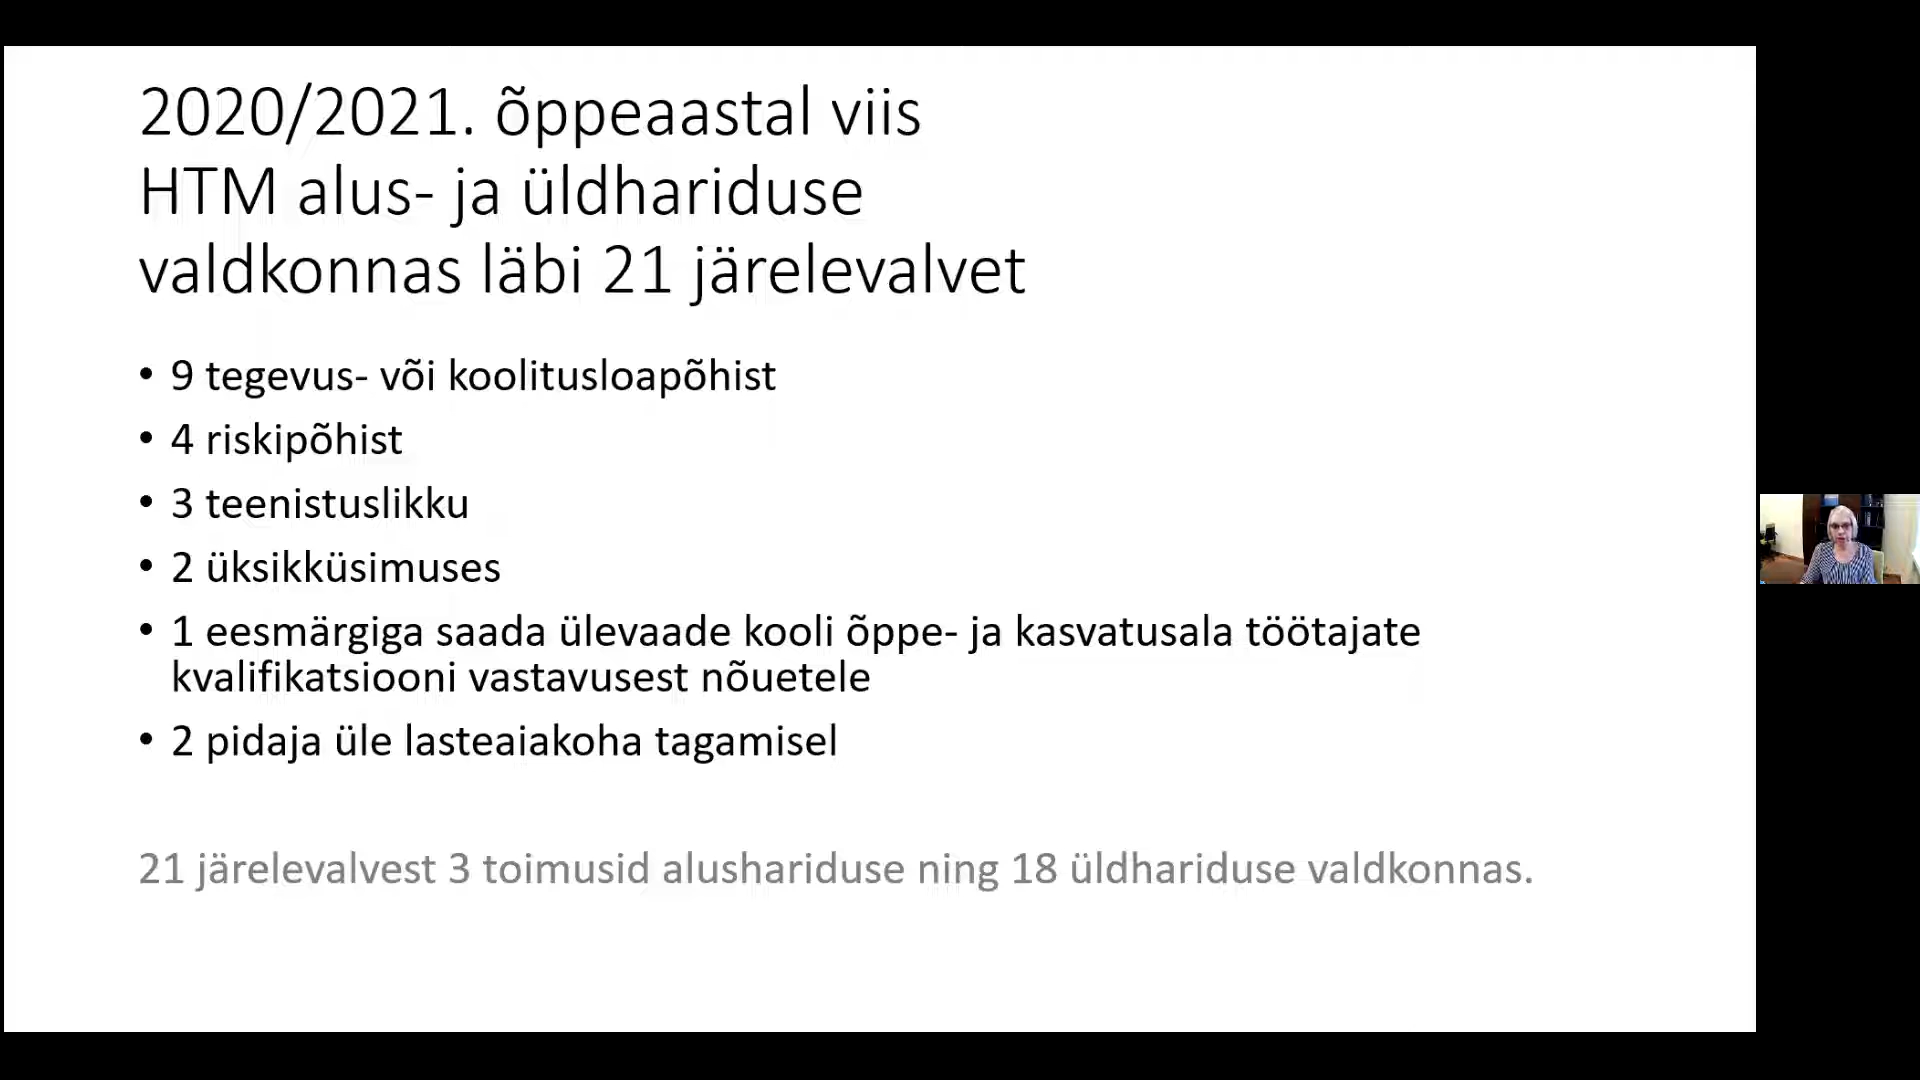 2020/2021. õppeaastal viis
HTM alus- ja üldhariduse
valdkonnas läbi 21 järelevalvet
• 9 tegevus- või koolitusloapõhist
• 4 riskipõhist
• 3 teenistuslikku
• 2 üksikküsimuses
• 1 eesmärgiga saada ülevaade kooli õppe- ja kasvatusala töötajate
kvalifikatsiooni vastavusest nõuetele
• 2 pidaja üle lasteaiakoha tagamisel
21 järelevalvest 3 toimusid alushariduse ning 18 üldhariduse valdkonnas.